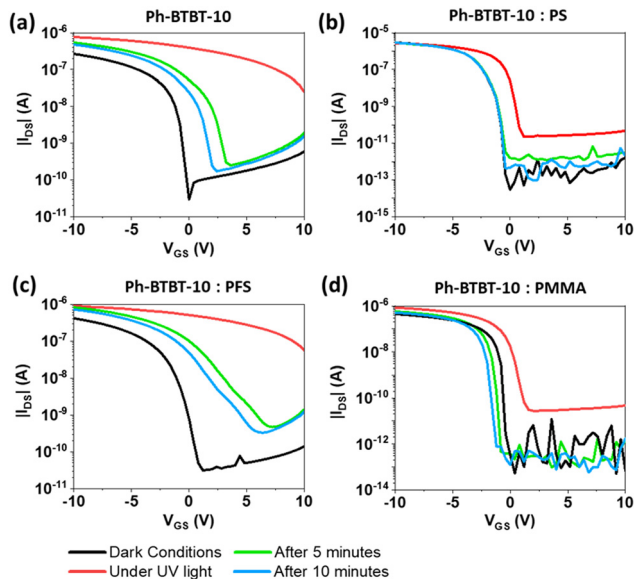 (a) Ph-BTBT-10
10⁻⁶
10⁻⁷
10⁻⁸
10⁻⁹
10⁻¹⁰
10⁻¹¹
|I_DS| (A)
-10 -5 0 5 10
V_GS (V)
(b) Ph-BTBT-10 : PS
10⁻⁵
10⁻⁷
10⁻⁹
10⁻¹¹
10⁻¹³
10⁻¹⁵
|I_DS| (A)
-10 -5 0 5 10
V_GS (V)
(c) Ph-BTBT-10 : PFS
10⁻⁶
10⁻⁷
10⁻⁸
10⁻⁹
10⁻¹⁰
10⁻¹¹
|I_DS| (A)
-10 -5 0 5 10
V_GS (V)
(d) Ph-BTBT-10 : PMMA
10⁻⁶
10⁻⁸
10⁻¹⁰
10⁻¹²
10⁻¹⁴
|I_DS| (A)
-10 -5 0 5 10
V_GS (V)
Dark Conditions After 5 minutes
Under UV light After 10 minutes